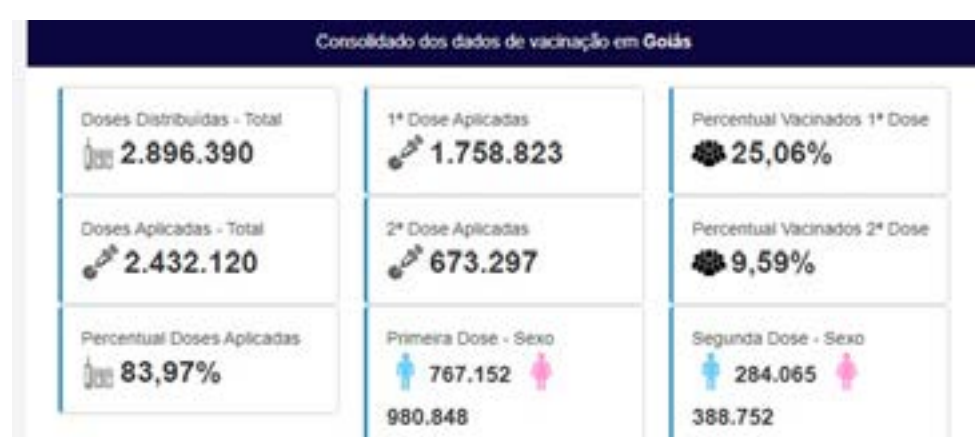 Consolidado dos dados de vacinação em Goiás
Doses Distribuídas - Total
2.896.390
1ª Dose Aplicadas
1.758.823
Percentual Vacinados 1ª Dose
25,06%
Doses Aplicadas - Total
2.432.120
2ª Dose Aplicadas
673.297
Percentual Vacinados 2ª Dose
9,59%
Percentual Doses Aplicadas
83,97%
Primeira Dose - Sexo
767.152
980.848
Segunda Dose - Sexo
284.065
388.752